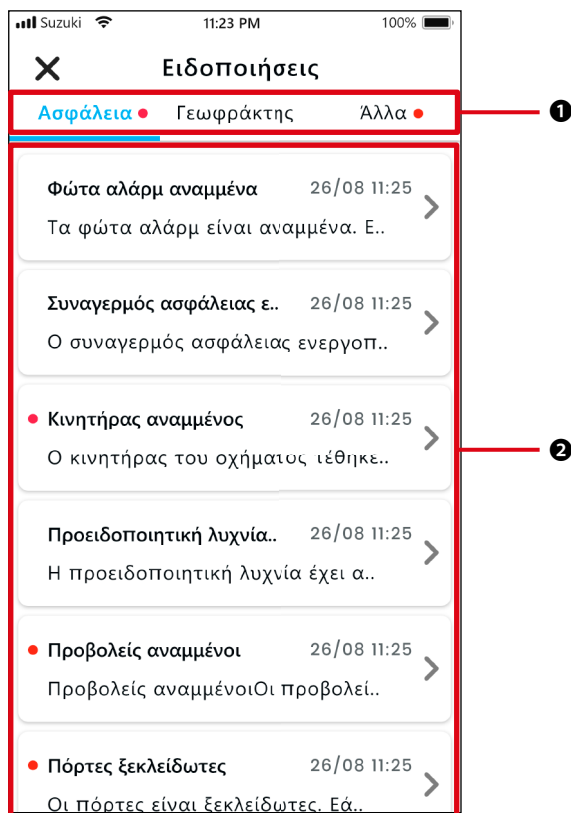 Suzuki 11:23 PM 100%
Ειδοποιήσεις
Ασφάλεια Γεωφράκτης Άλλα
❶
Φώτα αλάρμ αναμμένα 26/08 11:25
Τα φώτα αλάρμ είναι αναμμένα. Ε..
Συναγερμός ασφάλειας ε.. 26/08 11:25
Ο συναγερμός ασφάλειας ενεργοπ..
Κινητήρας αναμμένος 26/08 11:25
Ο κινητήρας του οχήματος τέθηκε..
❷
Προειδοποιητική λυχνία.. 26/08 11:25
Η προειδοποιητική λυχνία έχει α..
Προβολείς αναμμένοι 26/08 11:25
Προβολείς αναμμένοιΟι προβολεί..
Πόρτες ξεκλείδωτες 26/08 11:25
Οι πόρτες είναι ξεκλείδωτες. Εά..